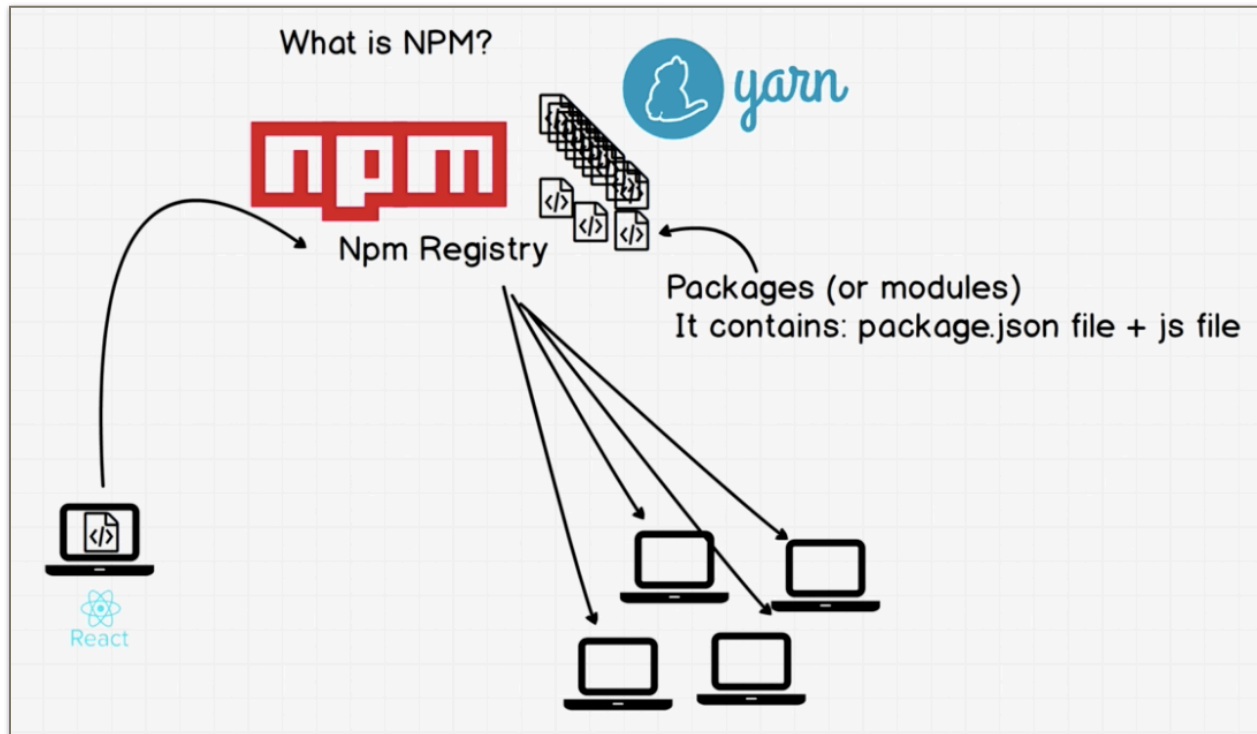 What is NPM?
yarn
npm
Npm Registry
Packages (or modules)
It contains: package.json file + js file
</>
</>
</>
</>
</>
</>
React